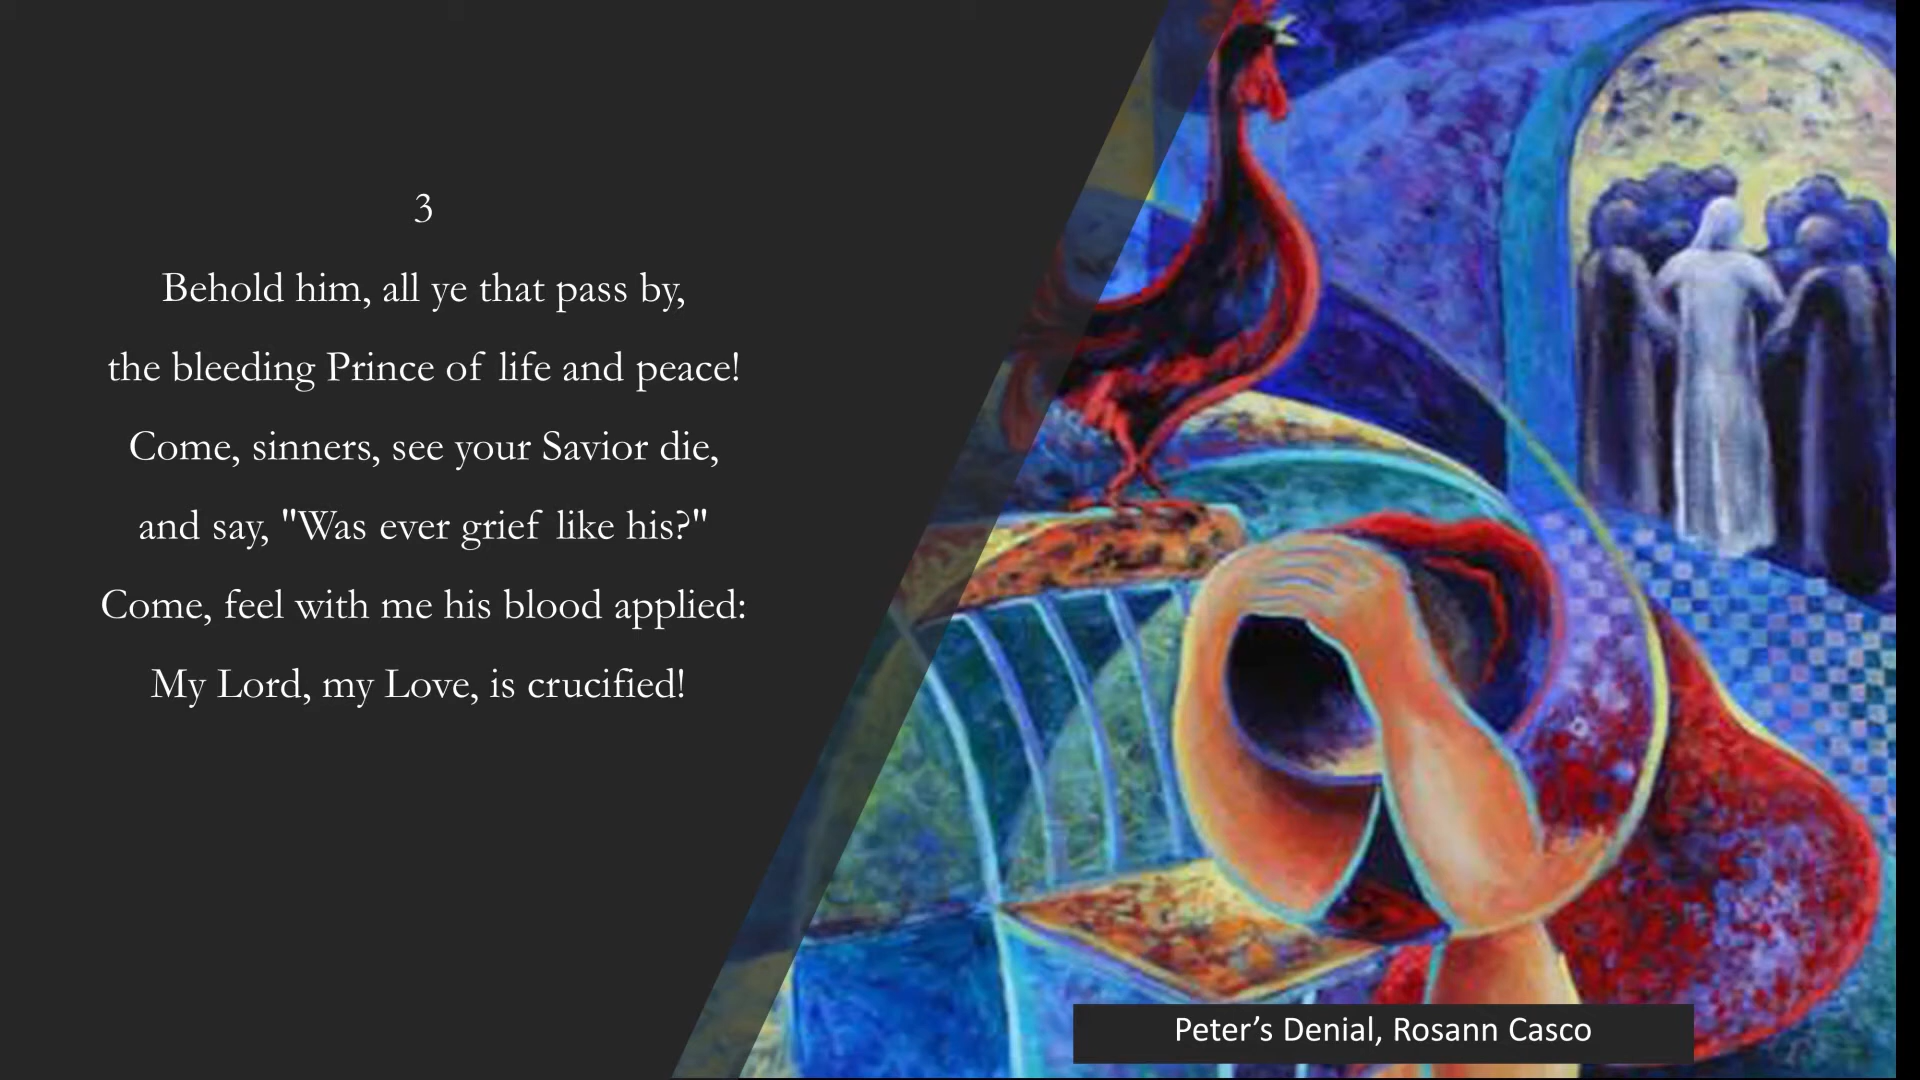 3
Behold him, all ye that pass by,
the bleeding Prince of life and peace!
Come, sinners, see your Savior die,
and say, "Was ever grief like his?"
Come, feel with me his blood applied:
My Lord, my Love, is crucified!
Peter’s Denial, Rosann Casco